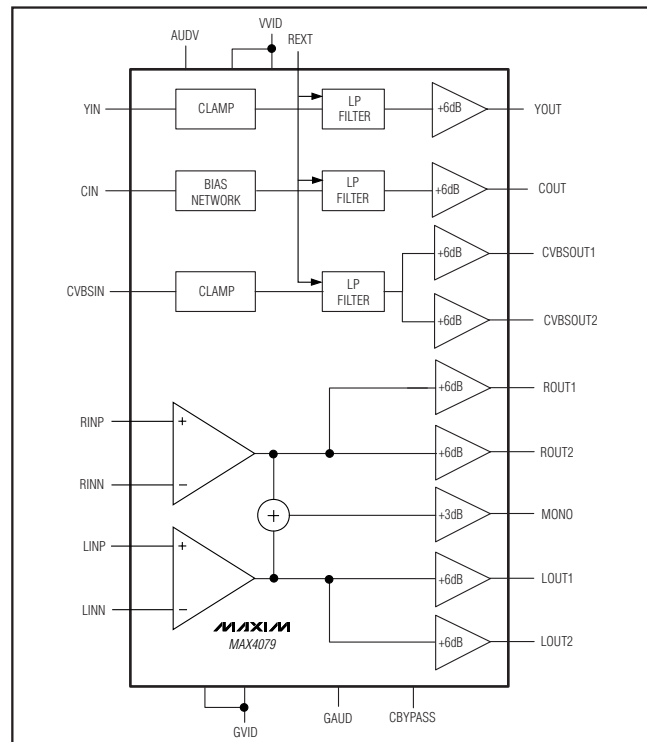 AUDV
VVID
REXT
YIN
CLAMP
LP
FILTER
+6dB
YOUT
CIN
BIAS
NETWORK
LP
FILTER
+6dB
COUT
CVBSIN
CLAMP
LP
FILTER
+6dB
CVBSOUT1
+6dB
CVBSOUT2
+6dB
ROUT1
RINP
+
+6dB
ROUT2
RINN
−
+
+3dB
MONO
LINP
+
+6dB
LOUT1
LINN
−
MAXIM
MAX4079
+6dB
LOUT2
GVID
GAUD
CBYPASS